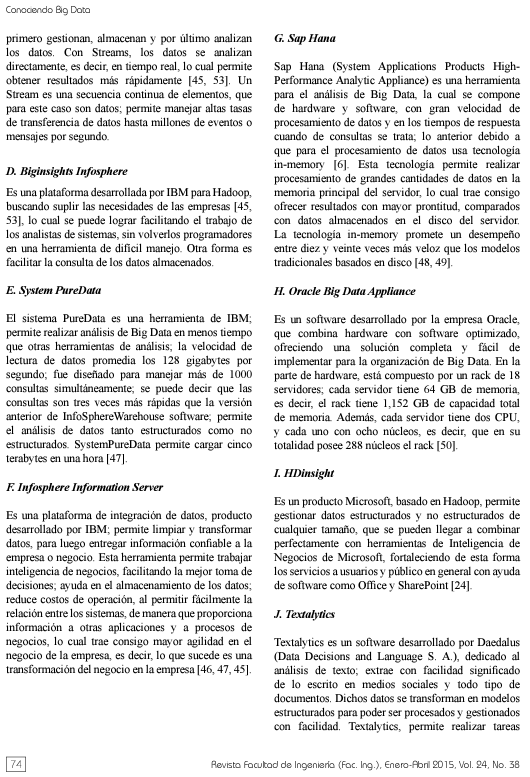 Conociendo Big Data
primero gestionan, almacenan y por último analizan
los datos. Con Streams, los datos se analizan
directamente, es decir, en tiempo real, lo cual permite
obtener resultados más rápidamente [45, 53]. Un
Stream es una secuencia continua de elementos, que
para este caso son datos; permite manejar altas tasas
de transferencia de datos hasta millones de eventos o
mensajes por segundo.
D. Biginsights Infosphere
Es una plataforma desarrollada por IBM para Hadoop,
buscando suplir las necesidades de las empresas [45,
53], lo cual se puede lograr facilitando el trabajo de
los analistas de sistemas, sin volverlos programadores
en una herramienta de difícil manejo. Otra forma es
facilitar la consulta de los datos almacenados.
E. System PureData
El sistema PureData es una herramienta de IBM;
permite realizar análisis de Big Data en menos tiempo
que otras herramientas de análisis; la velocidad de
lectura de datos promedia los 128 gigabytes por
segundo; fue diseñado para manejar más de 1000
consultas simultáneamente; se puede decir que las
consultas son tres veces más rápidas que la versión
anterior de InfoSphereWarehouse software; permite
el análisis de datos tanto estructurados como no
estructurados. SystemPureData permite cargar cinco
terabytes en una hora [47].
F. Infosphere Information Server
Es una plataforma de integración de datos, producto
desarrollado por IBM; permite limpiar y transformar
datos, para luego entregar información confiable a la
empresa o negocio. Esta herramienta permite trabajar
inteligencia de negocios, facilitando la mejor toma de
decisiones; ayuda en el almacenamiento de los datos;
reduce costos de operación, al permitir fácilmente la
relación entre los sistemas, de manera que proporciona
información a otras aplicaciones y a procesos de
negocios, lo cual trae consigo mayor agilidad en el
negocio de la empresa, es decir, lo que sucede es una
transformación del negocio en la empresa [46, 47, 45].
G. Sap Hana
Sap Hana (System Applications Products High-
Performance Analytic Appliance) es una herramienta
para el análisis de Big Data, la cual se compone
de hardware y software, con gran velocidad de
procesamiento de datos y en los tiempos de respuesta
cuando de consultas se trata; lo anterior debido a
que para el procesamiento de datos usa tecnología
in-memory [6]. Esta tecnología permite realizar
procesamiento de grandes cantidades de datos en la
memoria principal del servidor, lo cual trae consigo
ofrecer resultados con mayor prontitud, comparados
con datos almacenados en el disco del servidor.
La tecnología in-memory promete un desempeño
entre diez y veinte veces más veloz que los modelos
tradicionales basados en disco [48, 49].
H. Oracle Big Data Appliance
Es un software desarrollado por la empresa Oracle,
que combina hardware con software optimizado,
ofreciendo una solución completa y fácil de
implementar para la organización de Big Data. En la
parte de hardware, está compuesto por un rack de 18
servidores; cada servidor tiene 64 GB de memoria,
es decir, el rack tiene 1,152 GB de capacidad total
de memoria. Además, cada servidor tiene dos CPU,
y cada uno con ocho núcleos, es decir, que en su
totalidad posee 288 núcleos el rack [50].
I. HDinsight
Es un producto Microsoft, basado en Hadoop, permite
gestionar datos estructurados y no estructurados de
cualquier tamaño, que se pueden llegar a combinar
perfectamente con herramientas de Inteligencia de
Negocios de Microsoft, fortaleciendo de esta forma
los servicios a usuarios y público en general con ayuda
de software como Office y SharePoint [24].
J. Textalytics
Textalytics es un software desarrollado por Daedalus
(Data Decisions and Language S. A.), dedicado al
análisis de texto; extrae con facilidad significado
de lo escrito en medios sociales y todo tipo de
documentos. Dichos datos se transforman en modelos
estructurados para poder ser procesados y gestionados
con facilidad. Textalytics, permite realizar tareas
74
Revista Facultad de Ingeniería (Fac. Ing.), Enero-Abril 2015, Vol. 24, No. 38